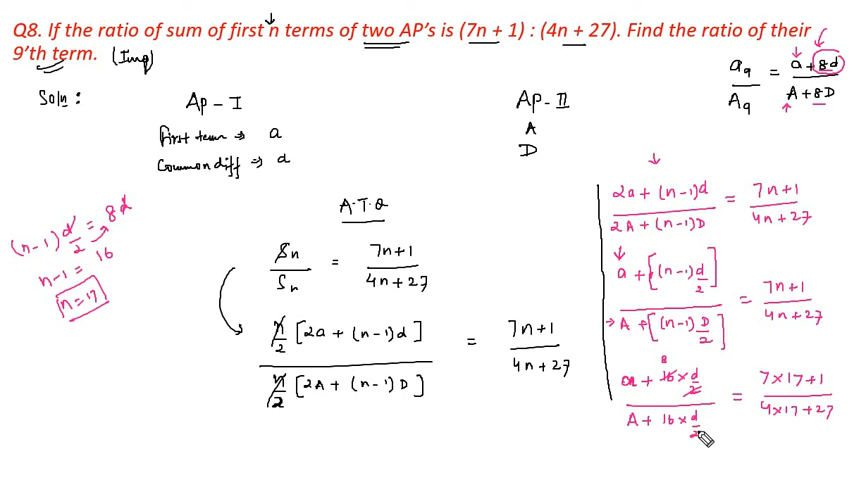 Q8. If the ratio of sum of first n terms of two AP's is (7n + 1) : (4n + 27). Find the ratio of their
9'th term. (Imq)
a₉/A₉ = (a + 8d)/(A + 8D)
Soln :
AP - I
First term ⇒ a
Common diff ⇒ d
AP - II
A
D
A.T.Q
Sn/Sn = (7n+1)/(4n+27)
n/2 [2a + (n-1)d] / n/2 [2A + (n-1)D] = (7n+1)/(4n+27)
(n-1) d/2 = 8d
n-1 = 16
n=17
(2a + (n-1)d)/(2A + (n-1)D) = (7n+1)/(4n+27)
(a + [(n-1) d/2])/(A + [(n-1) D/2]) = (7n+1)/(4n+27)
8
(a + 16 × d/2)/(A + 16 × d/2) = (7×17+1)/(4×17+27)